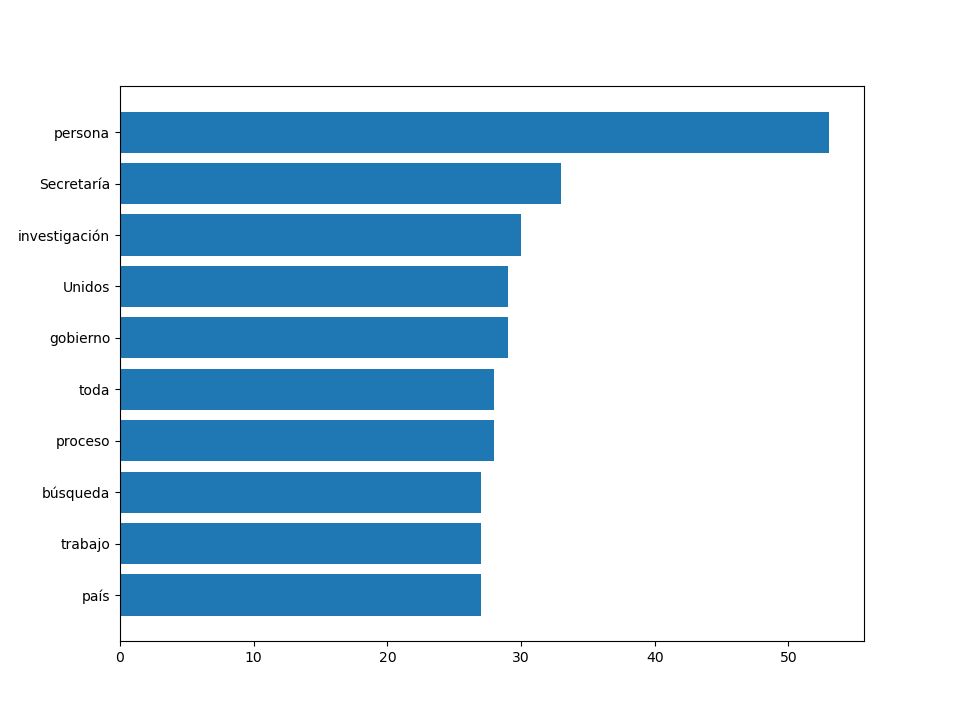 persona
Secretaría
investigación
Unidos
gobierno
toda
proceso
búsqueda
trabajo
país
0 10 20 30 40 50